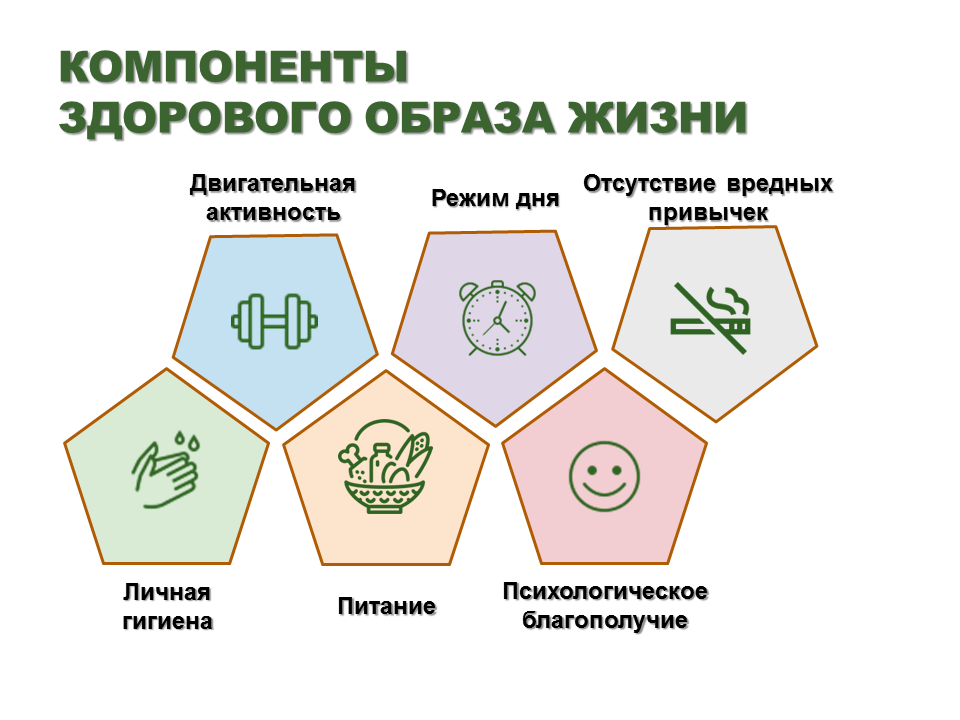 КОМПОНЕНТЫ
ЗДОРОВОГО ОБРАЗА ЖИЗНИ
Двигательная
активность
Режим дня
Отсутствие вредных
привычек
Личная
гигиена
Питание
Психологическое
благополучие